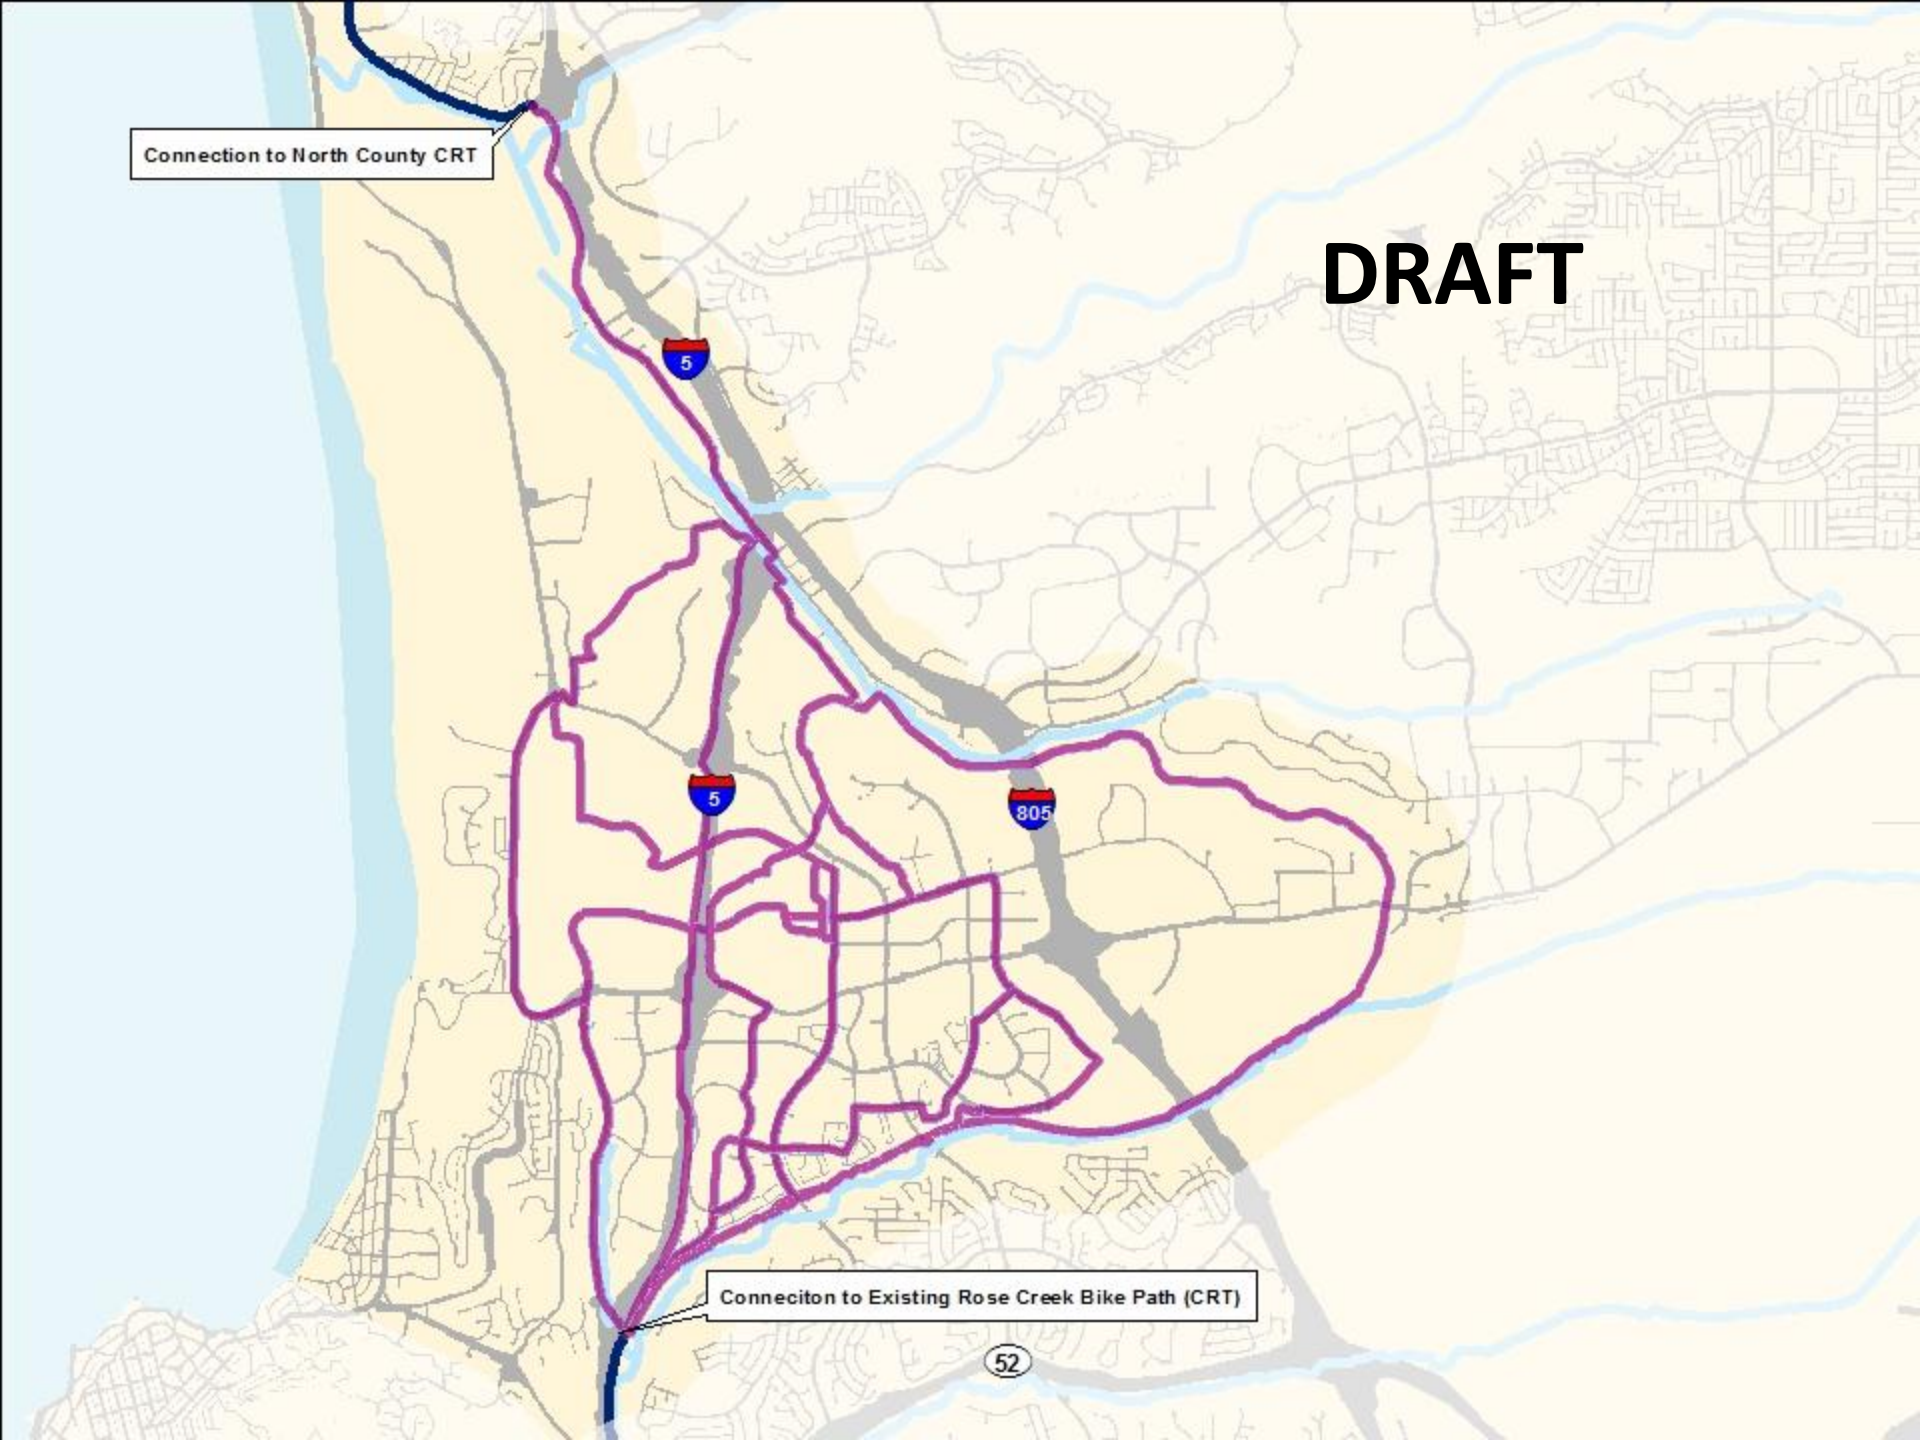 Connection to North County CRT
DRAFT
5
5
805
Conneciton to Existing Rose Creek Bike Path (CRT)
52